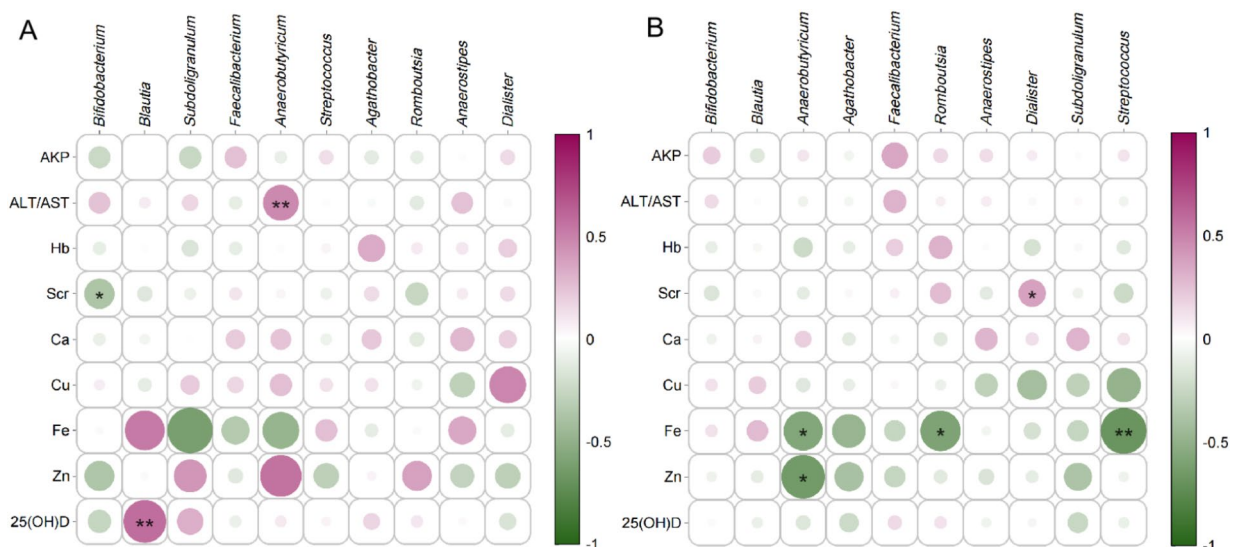 A
Bifidobacterium
Blautia
Subdoligranulum
Faecalibacterium
Anaerobutyricum
Streptococcus
Agathobacter
Romboutsia
Anaerostipes
Dialister
AKP
ALT/AST
**
Hb
Scr
*
Ca
Cu
Fe
Zn
25(OH)D
**
1
0.5
0
-0.5
-1
B
Bifidobacterium
Blautia
Anaerobutyricum
Agathobacter
Faecalibacterium
Romboutsia
Anaerostipes
Dialister
Subdoligranulum
Streptococcus
AKP
ALT/AST
Hb
Scr
*
Ca
Cu
Fe
* * **
Zn
*
25(OH)D
1
0.5
0
-0.5
-1